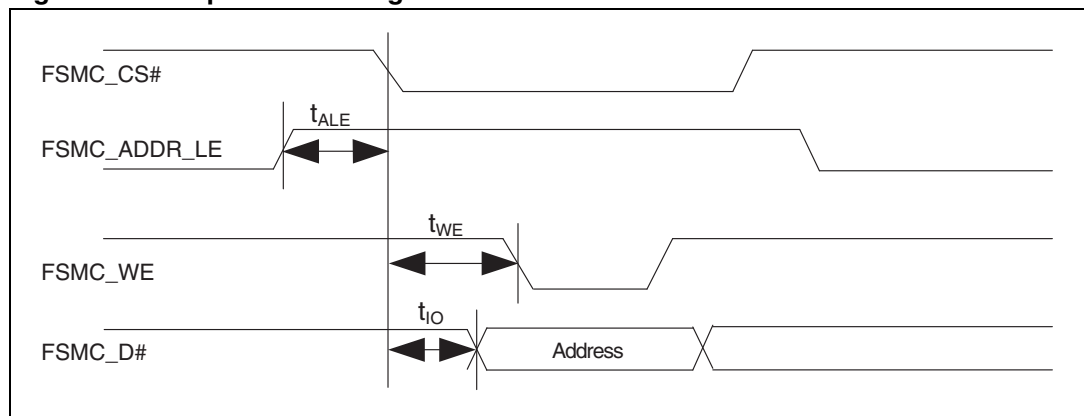 FSMC_CS#
tALE
FSMC_ADDR_LE
tWE
FSMC_WE
tIO
FSMC_D#
Address